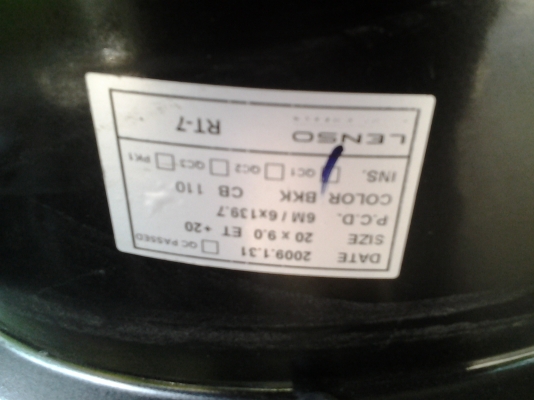 LENSO RT-7
DATE 2009.1.31 QC PASSED
SIZE 20 x 9.0 ET +20
P.C.D. 6M / 6x139.7
COLOR BKK CB 110
INS. QC1 QC2 QC3 PK1